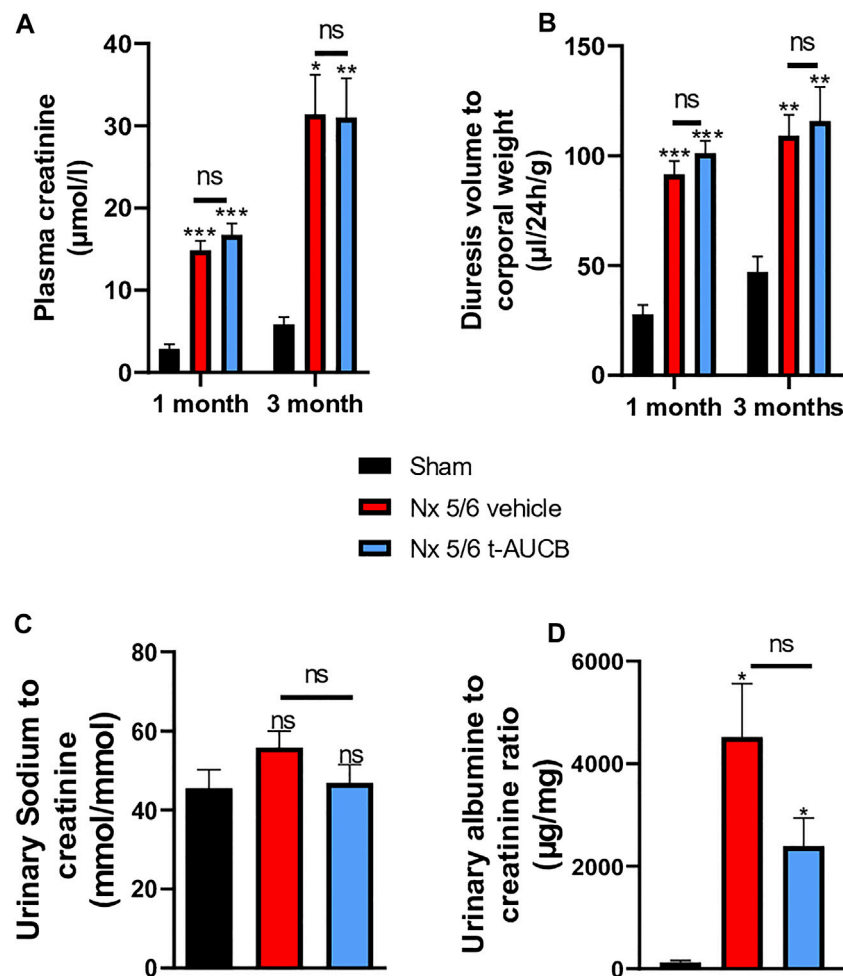 A
Plasma creatinine
(µmol/l)
40
30
20
10
0
ns
***
***
ns
*
**
1 month
3 month
B
Diuresis volume to
corporal weight
(µl/24h/g)
150
100
50
0
ns
***
***
ns
**
**
1 month
3 months
Sham
Nx 5/6 vehicle
Nx 5/6 t-AUCB
C
Urinary Sodium to
creatinine
(mmol/mmol)
80
60
40
20
0
ns
ns
ns
D
Urinary albumine to
creatinine ratio
(µg/mg)
6000
4000
2000
0
ns
*
*